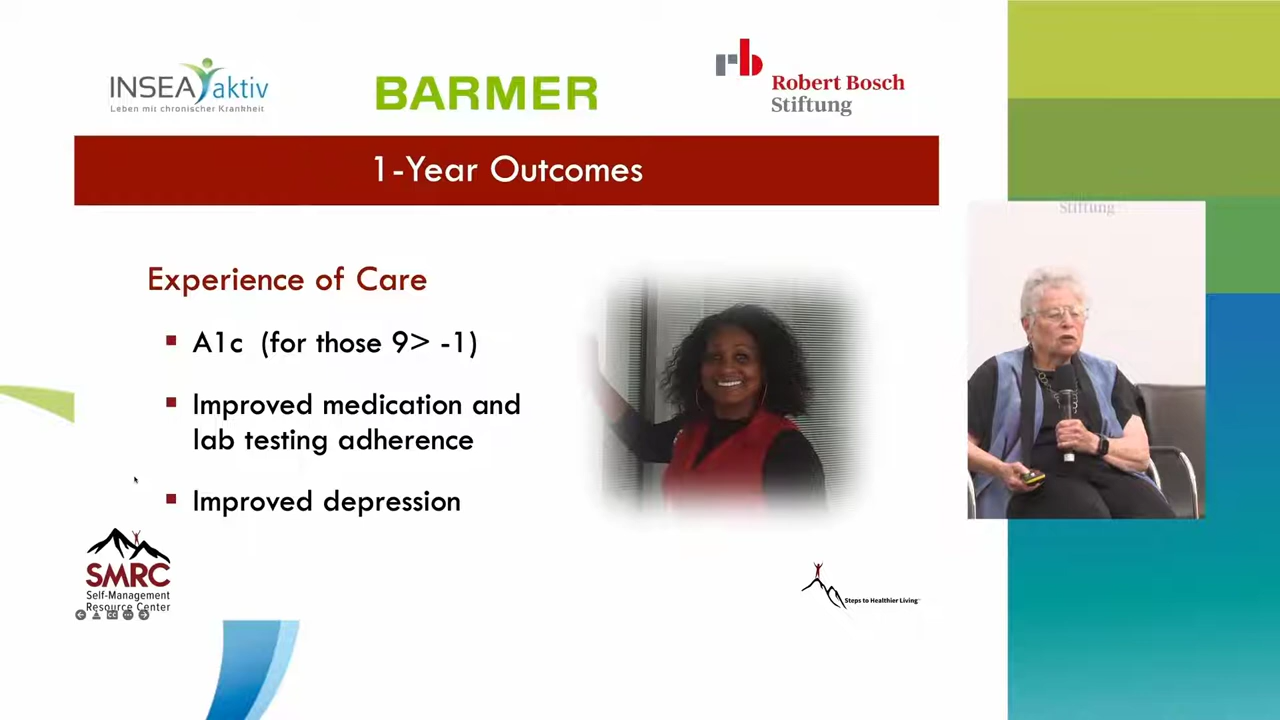 INSEA aktiv
Leben mit chronischer Krankheit
BARMER
rb
Robert Bosch
Stiftung
1-Year Outcomes
Stiftung
Experience of Care
A1c (for those 9> -1)
Improved medication and
lab testing adherence
Improved depression
SMRC
Self-Management
Resource Center
Steps to Healthier Living